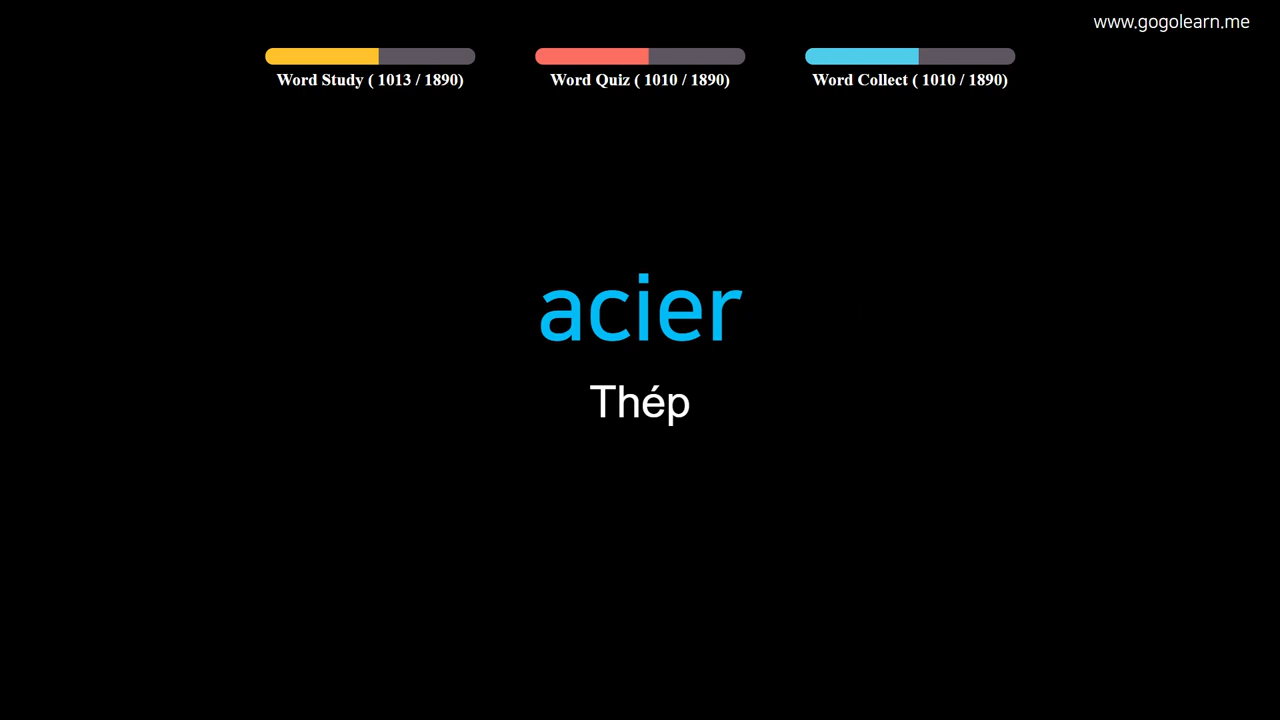 www.gogolearn.me
Word Study ( 1013 / 1890)
Word Quiz ( 1010 / 1890)
Word Collect ( 1010 / 1890)
acier
Thép